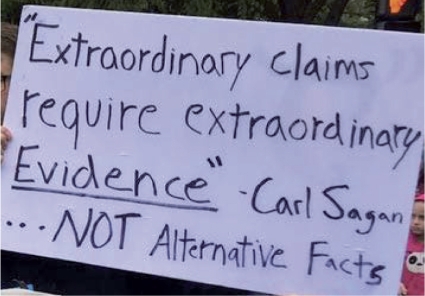 "Extraordinary claims
require extraordinary
Evidence" - Carl Sagan
...NOT Alternative Facts